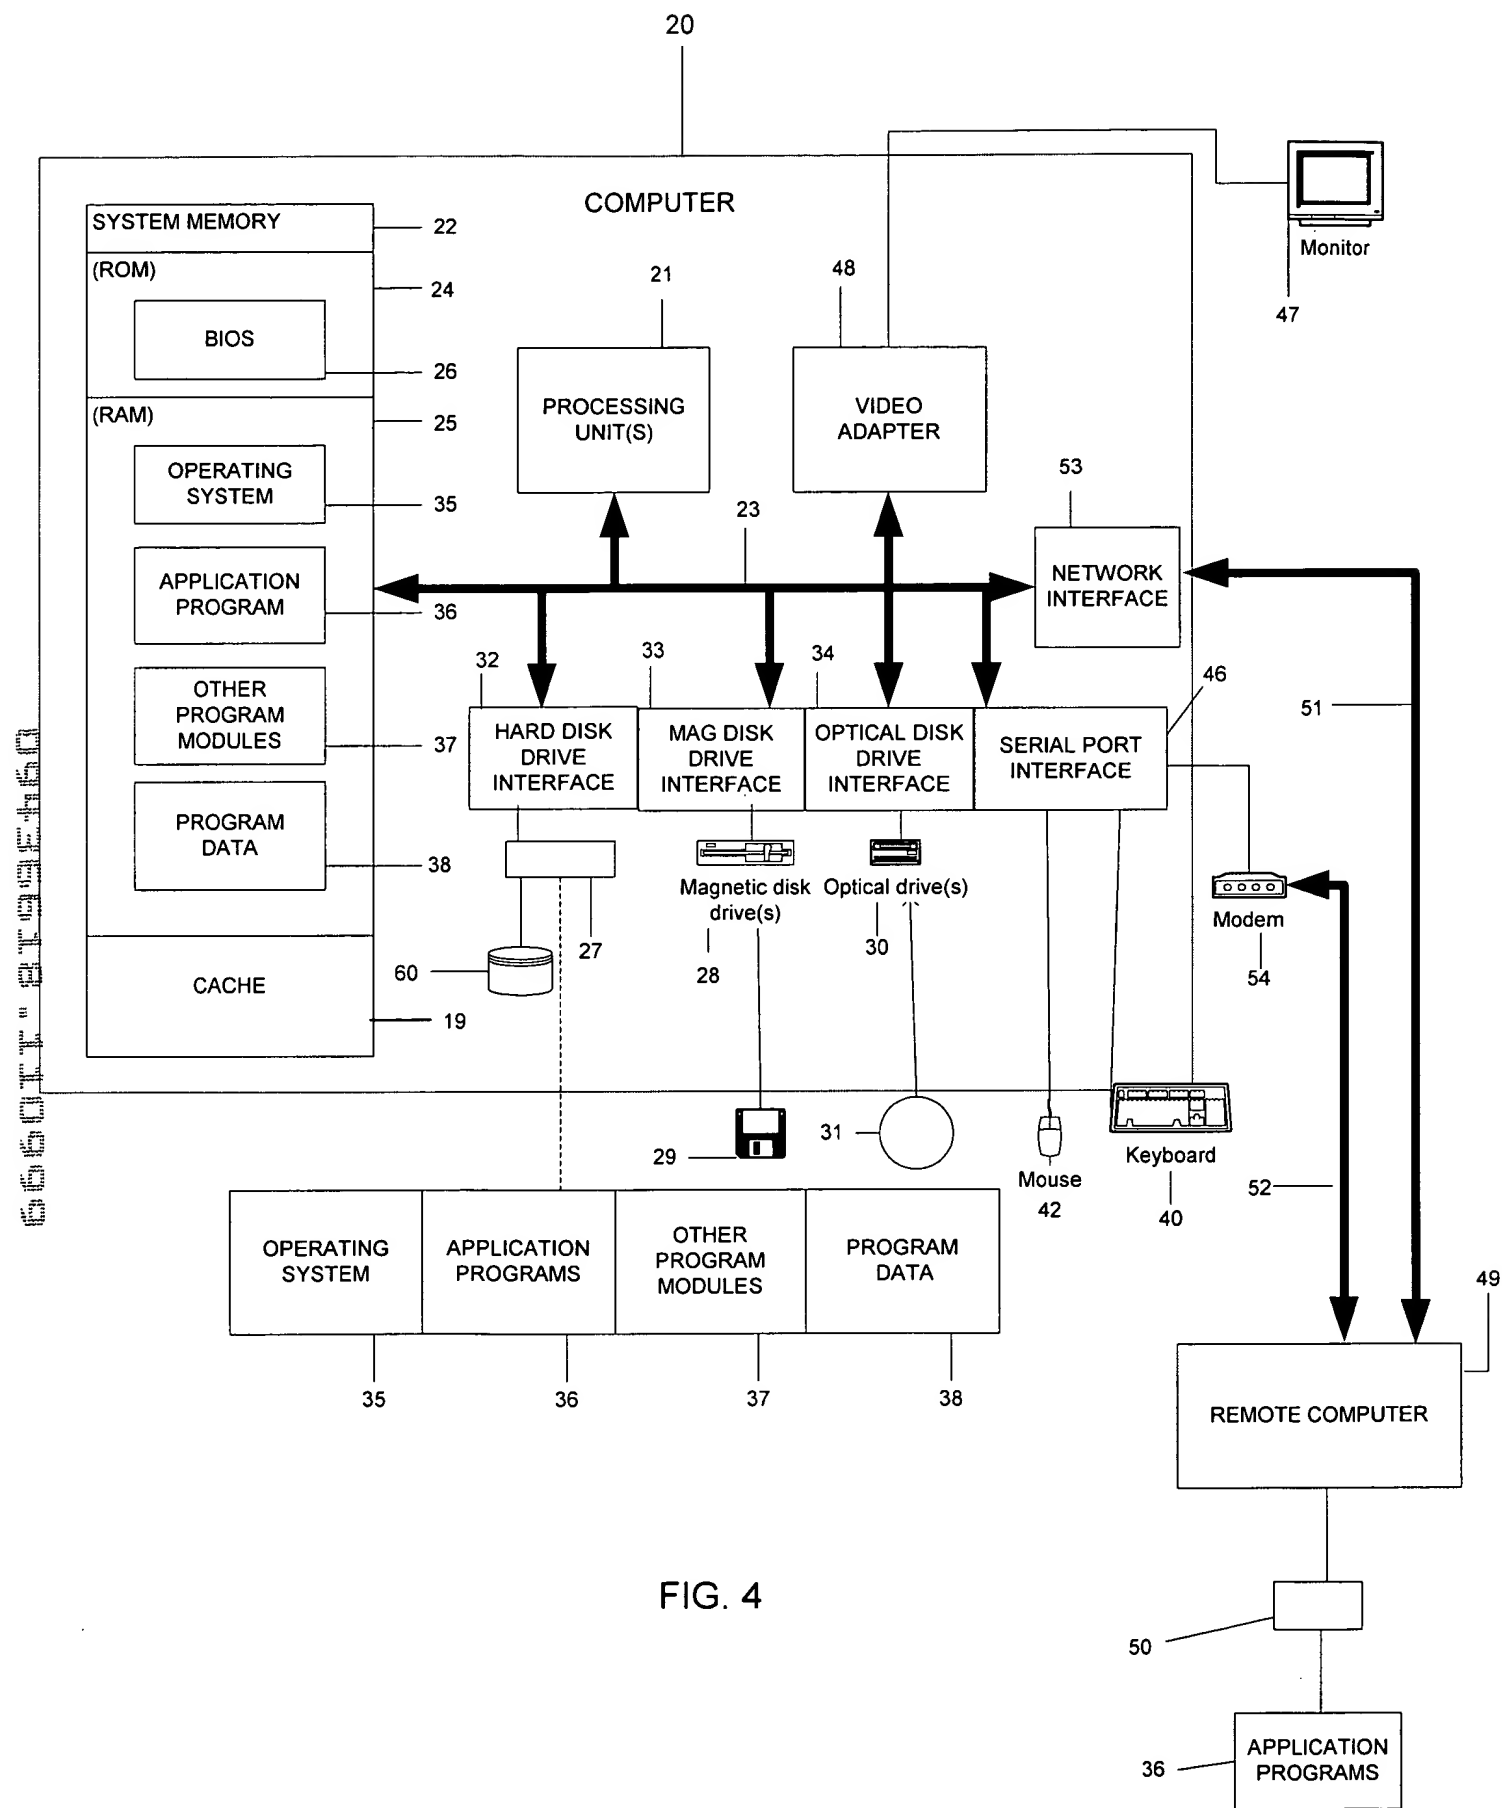 20
COMPUTER
SYSTEM MEMORY
22
(ROM)
24
BIOS
26
(RAM)
25
OPERATING
SYSTEM
35
APPLICATION
PROGRAM
36
OTHER
PROGRAM
MODULES
37
PROGRAM
DATA
38
CACHE
19
21
PROCESSING
UNIT(S)
48
VIDEO
ADAPTER
Monitor
47
23
53
NETWORK
INTERFACE
32
HARD DISK
DRIVE
INTERFACE
33
MAG DISK
DRIVE
INTERFACE
34
OPTICAL DISK
DRIVE
INTERFACE
46
SERIAL PORT
INTERFACE
51
27
60
Magnetic disk
drive(s)
28
Optical drive(s)
30
Modem
54
29
31
Mouse
42
Keyboard
40
52
OPERATING
SYSTEM
35
APPLICATION
PROGRAMS
36
OTHER
PROGRAM
MODULES
37
PROGRAM
DATA
38
49
REMOTE COMPUTER
50
36
APPLICATION
PROGRAMS
FIG. 4